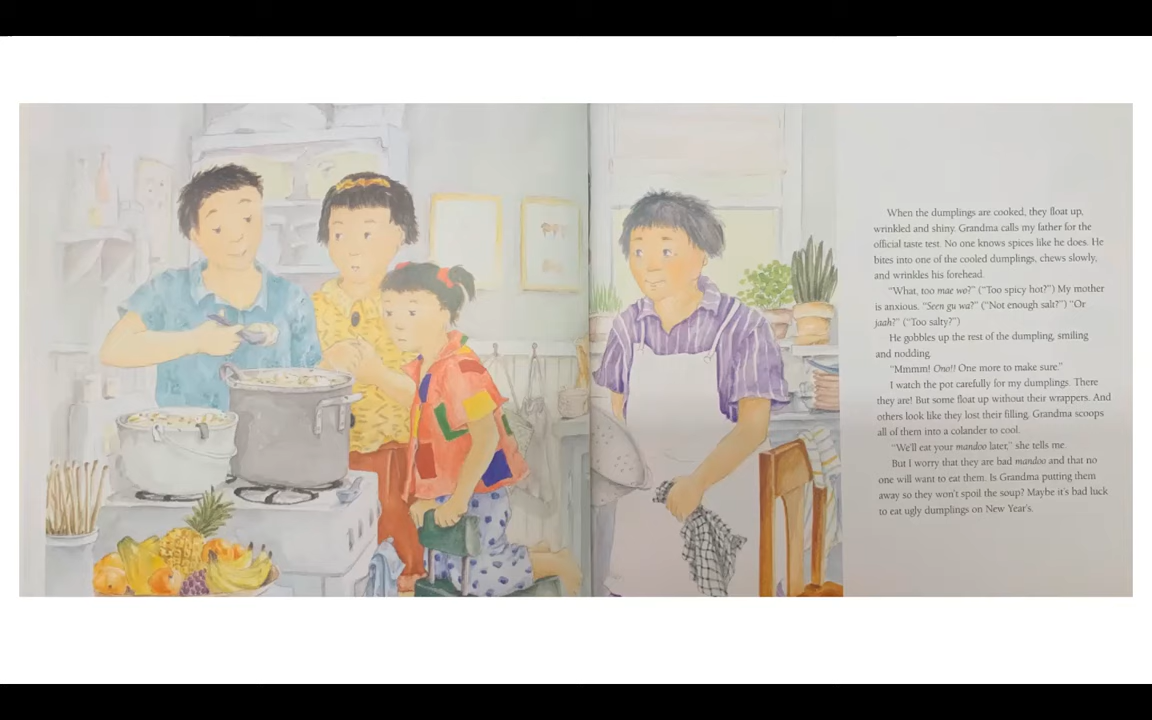 When the dumplings are cooked, they float up,
wrinkled and shiny. Grandma calls my father for the
official taste test. No one knows spices like he does. He
bites into one of the cooled dumplings, chews slowly,
and wrinkles his forehead.
"What, too mae wo?" ("Too spicy hot?") My mother
is anxious. "Seen gu wa?" ("Not enough salt?") "Or
jaah?" ("Too salty?")
He gobbles up the rest of the dumpling, smiling
and nodding.
"Mmmm! Ono!! One more to make sure."
I watch the pot carefully for my dumplings. There
they are! But some float up without their wrappers. And
others look like they lost their filling. Grandma scoops
all of them into a colander to cool.
"We'll eat your mandoo later," she tells me.
But I worry that they are bad mandoo and that no
one will want to eat them. Is Grandma putting them
away so they won't spoil the soup? Maybe it's bad luck
to eat ugly dumplings on New Year's.